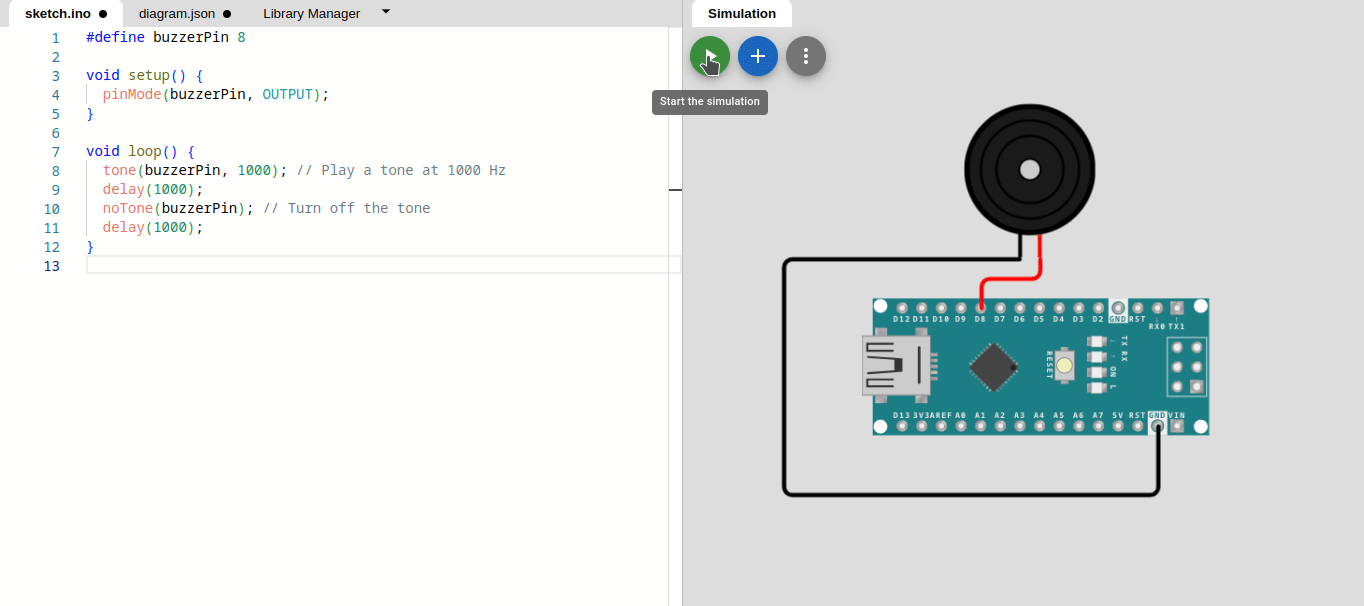 sketch.ino diagram.json Library Manager
1 #define buzzerPin 8
2
3 void setup() {
4   pinMode(buzzerPin, OUTPUT);
5 }
6
7 void loop() {
8   tone(buzzerPin, 1000); // Play a tone at 1000 Hz
9   delay(1000);
10   noTone(buzzerPin); // Turn off the tone
11   delay(1000);
12 }
13
Simulation
Start the simulation
D12 D11 D10 D9 D8 D7 D6 D5 D4 D3 D2 GND RST
RX0 TX1
TX RX
RESET
ON L
D13 3V3 AREF A0 A1 A2 A3 A4 A5 A6 A7 5V RST GND VIN